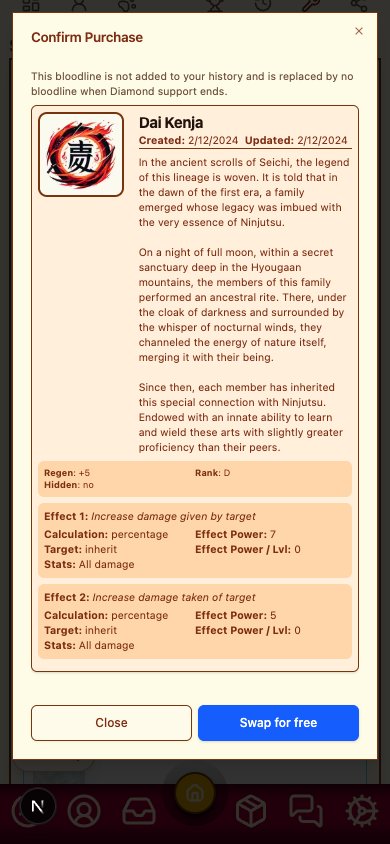 Confirm Purchase
This bloodline is not added to your history and is replaced by no
bloodline when Diamond support ends.
Dai Kenja
Created: 2/12/2024 Updated: 2/12/2024
In the ancient scrolls of Seichi, the legend
of this lineage is woven. It is told that in
the dawn of the first era, a family
emerged whose legacy was imbued with
the very essence of Ninjutsu.
On a night of full moon, within a secret
sanctuary deep in the Hyougaan
mountains, the members of this family
performed an ancestral rite. There, under
the cloak of darkness and surrounded by
the whisper of nocturnal winds, they
channeled the energy of nature itself,
merging it with their being.
Since then, each member has inherited
this special connection with Ninjutsu.
Endowed with an innate ability to learn
and wield these arts with slightly greater
proficiency than their peers.
Regen: +5 Rank: D
Hidden: no
Effect 1: Increase damage given by target
Calculation: percentage Effect Power: 7
Target: inherit Effect Power / Lvl: 0
Stats: All damage
Effect 2: Increase damage taken of target
Calculation: percentage Effect Power: 5
Target: inherit Effect Power / Lvl: 0
Stats: All damage
Close Swap for free
N